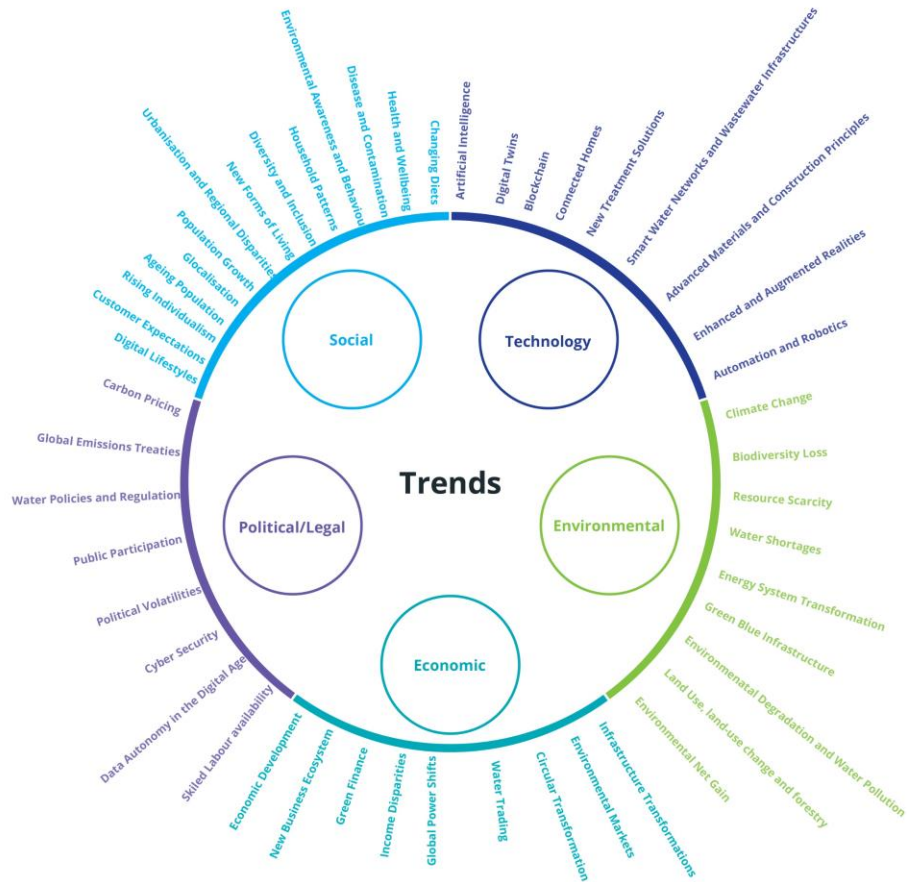 Trends
Social
Technology
Environmental
Economic
Political/Legal
Artificial Intelligence
Digital Twins
Blockchain
Connected Homes
New Treatment Solutions
Smart Water Networks and Wastewater Infrastructures
Advanced Materials and Construction Principles
Enhanced and Augmented Realities
Automation and Robotics
Climate Change
Biodiversity Loss
Resource Scarcity
Water Shortages
Energy System Transformation
Green Blue Infrastructure
Environmenatal Degradation and Water Pollution
Land Use, land-use change and forestry
Environmental Net Gain
Infrastructure Transformations
Environmental Markets
Circular Transformation
Water Trading
Global Power Shifts
Income Disparities
Green Finance
New Business Ecosystem
Economic Development
Skiled Labour availability
Data Autonomy in the Digital Age
Cyber Security
Political Volatilities
Public Participation
Water Policies and Regulation
Global Emissions Treaties
Carbon Pricing
Digital Lifestyles
Customer Expectations
Rising Individualism
Ageing Population
Glocalisation
Population Growth
Urbanisation and Regional Disparities
New Forms of Living
Diversity and Inclusion
Household Patterns
Environmental Awareness and Behaviour
Disease and Contamination
Health and Wellbeing
Changing Diets